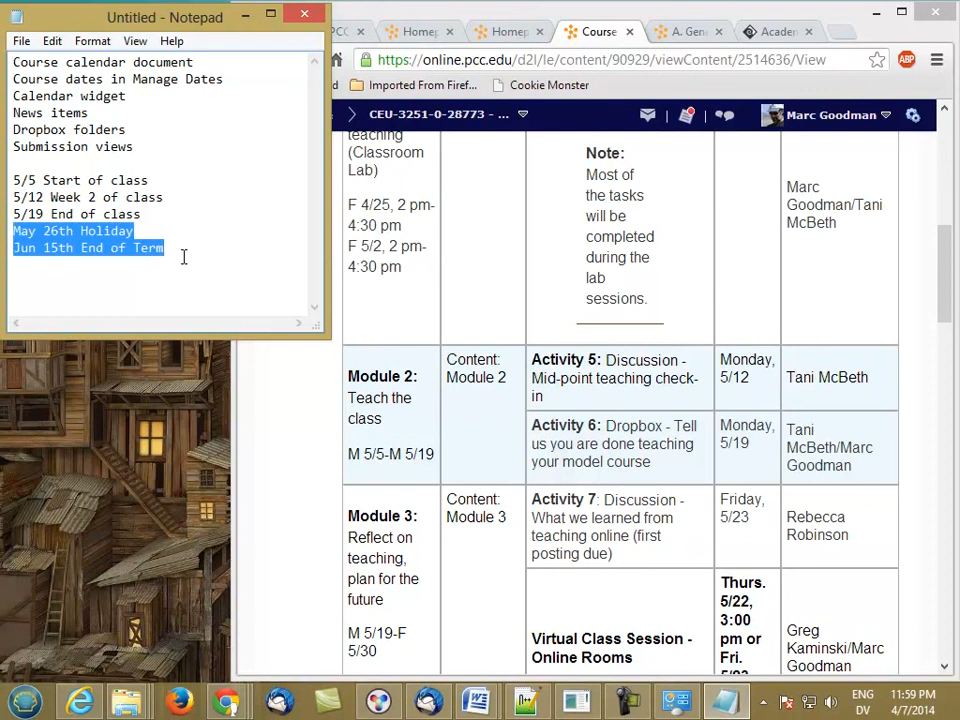 Untitled - Notepad
File Edit Format View Help
Course calendar document
Course dates in Manage Dates
Calendar widget
News items
Dropbox folders
Submission views
5/5 Start of class
5/12 Week 2 of class
5/19 End of class
May 26th Holiday
Jun 15th End of Term
Homep
Homep
Course
A. Gene
Academ
https://online.pcc.edu/d2l/le/content/90929/viewContent/2514636/View
ABP
Imported From Firef...
Cookie Monster
CEU-3251-0-28773 - ...
Marc Goodman
teaching
(Classroom
Lab)
F 4/25, 2 pm-
4:30 pm
F 5/2, 2 pm-
4:30 pm
Note:
Most of
the tasks
will be
completed
during the
lab
sessions.
Marc
Goodman/Tani
McBeth
Module 2:
Teach the
class
M 5/5-M 5/19
Content:
Module 2
Activity 5: Discussion -
Mid-point teaching check-
in
Monday,
5/12
Tani McBeth
Activity 6: Dropbox - Tell
us you are done teaching
your model course
Monday,
5/19
Tani
McBeth/Marc
Goodman
Module 3:
Reflect on
teaching,
plan for the
future
M 5/19-F
5/30
Content:
Module 3
Activity 7: Discussion -
What we learned from
teaching online (first
posting due)
Friday,
5/23
Rebecca
Robinson
Virtual Class Session -
Online Rooms
Thurs.
5/22,
3:00
pm or
Fri.
Greg
Kaminski/Marc
Goodman
ENG
DV
11:59 PM
4/7/2014